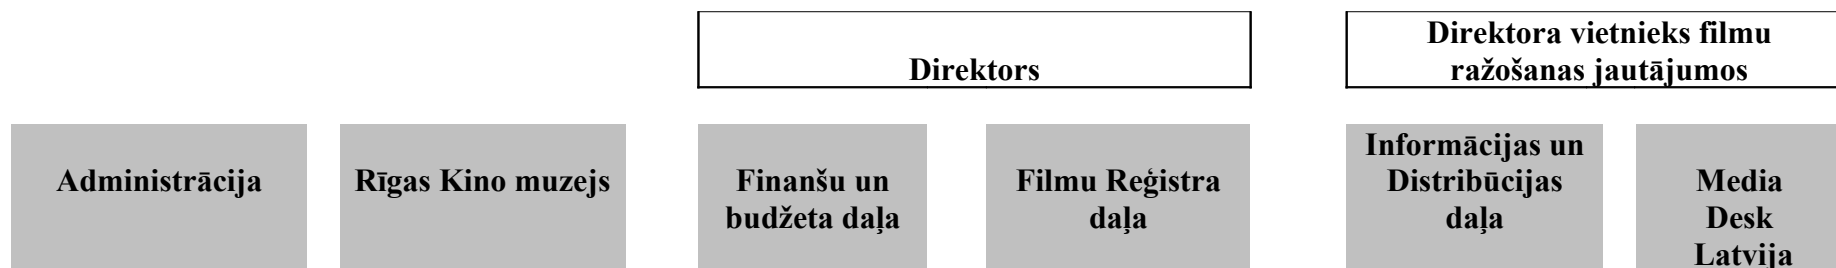 Direktors
Direktora vietnieks filmu
ražošanas jautājumos
Administrācija
Rīgas Kino muzejs
Finanšu un
budžeta daļa
Filmu Reģistra
daļa
Informācijas un
Distribūcijas
daļa
Media
Desk
Latvija